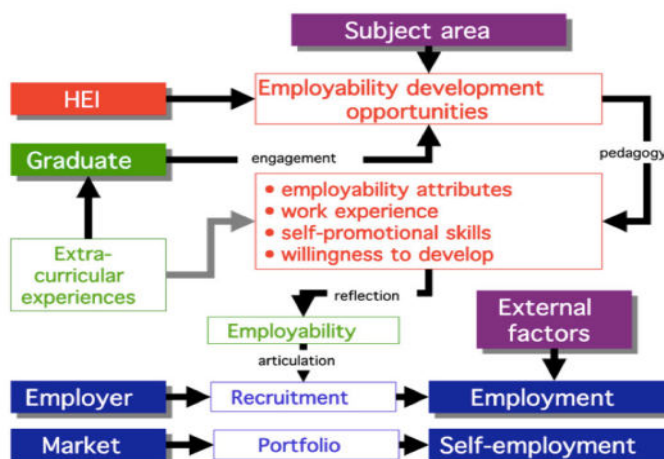 Subject area
HEI
Employability development
opportunities
Graduate
engagement
pedagogy
• employability attributes
• work experience
• self-promotional skills
• willingness to develop
Extra-
curricular
experiences
reflection
External
factors
Employability
articulation
Employer
Recruitment
Employment
Market
Portfolio
Self-employment